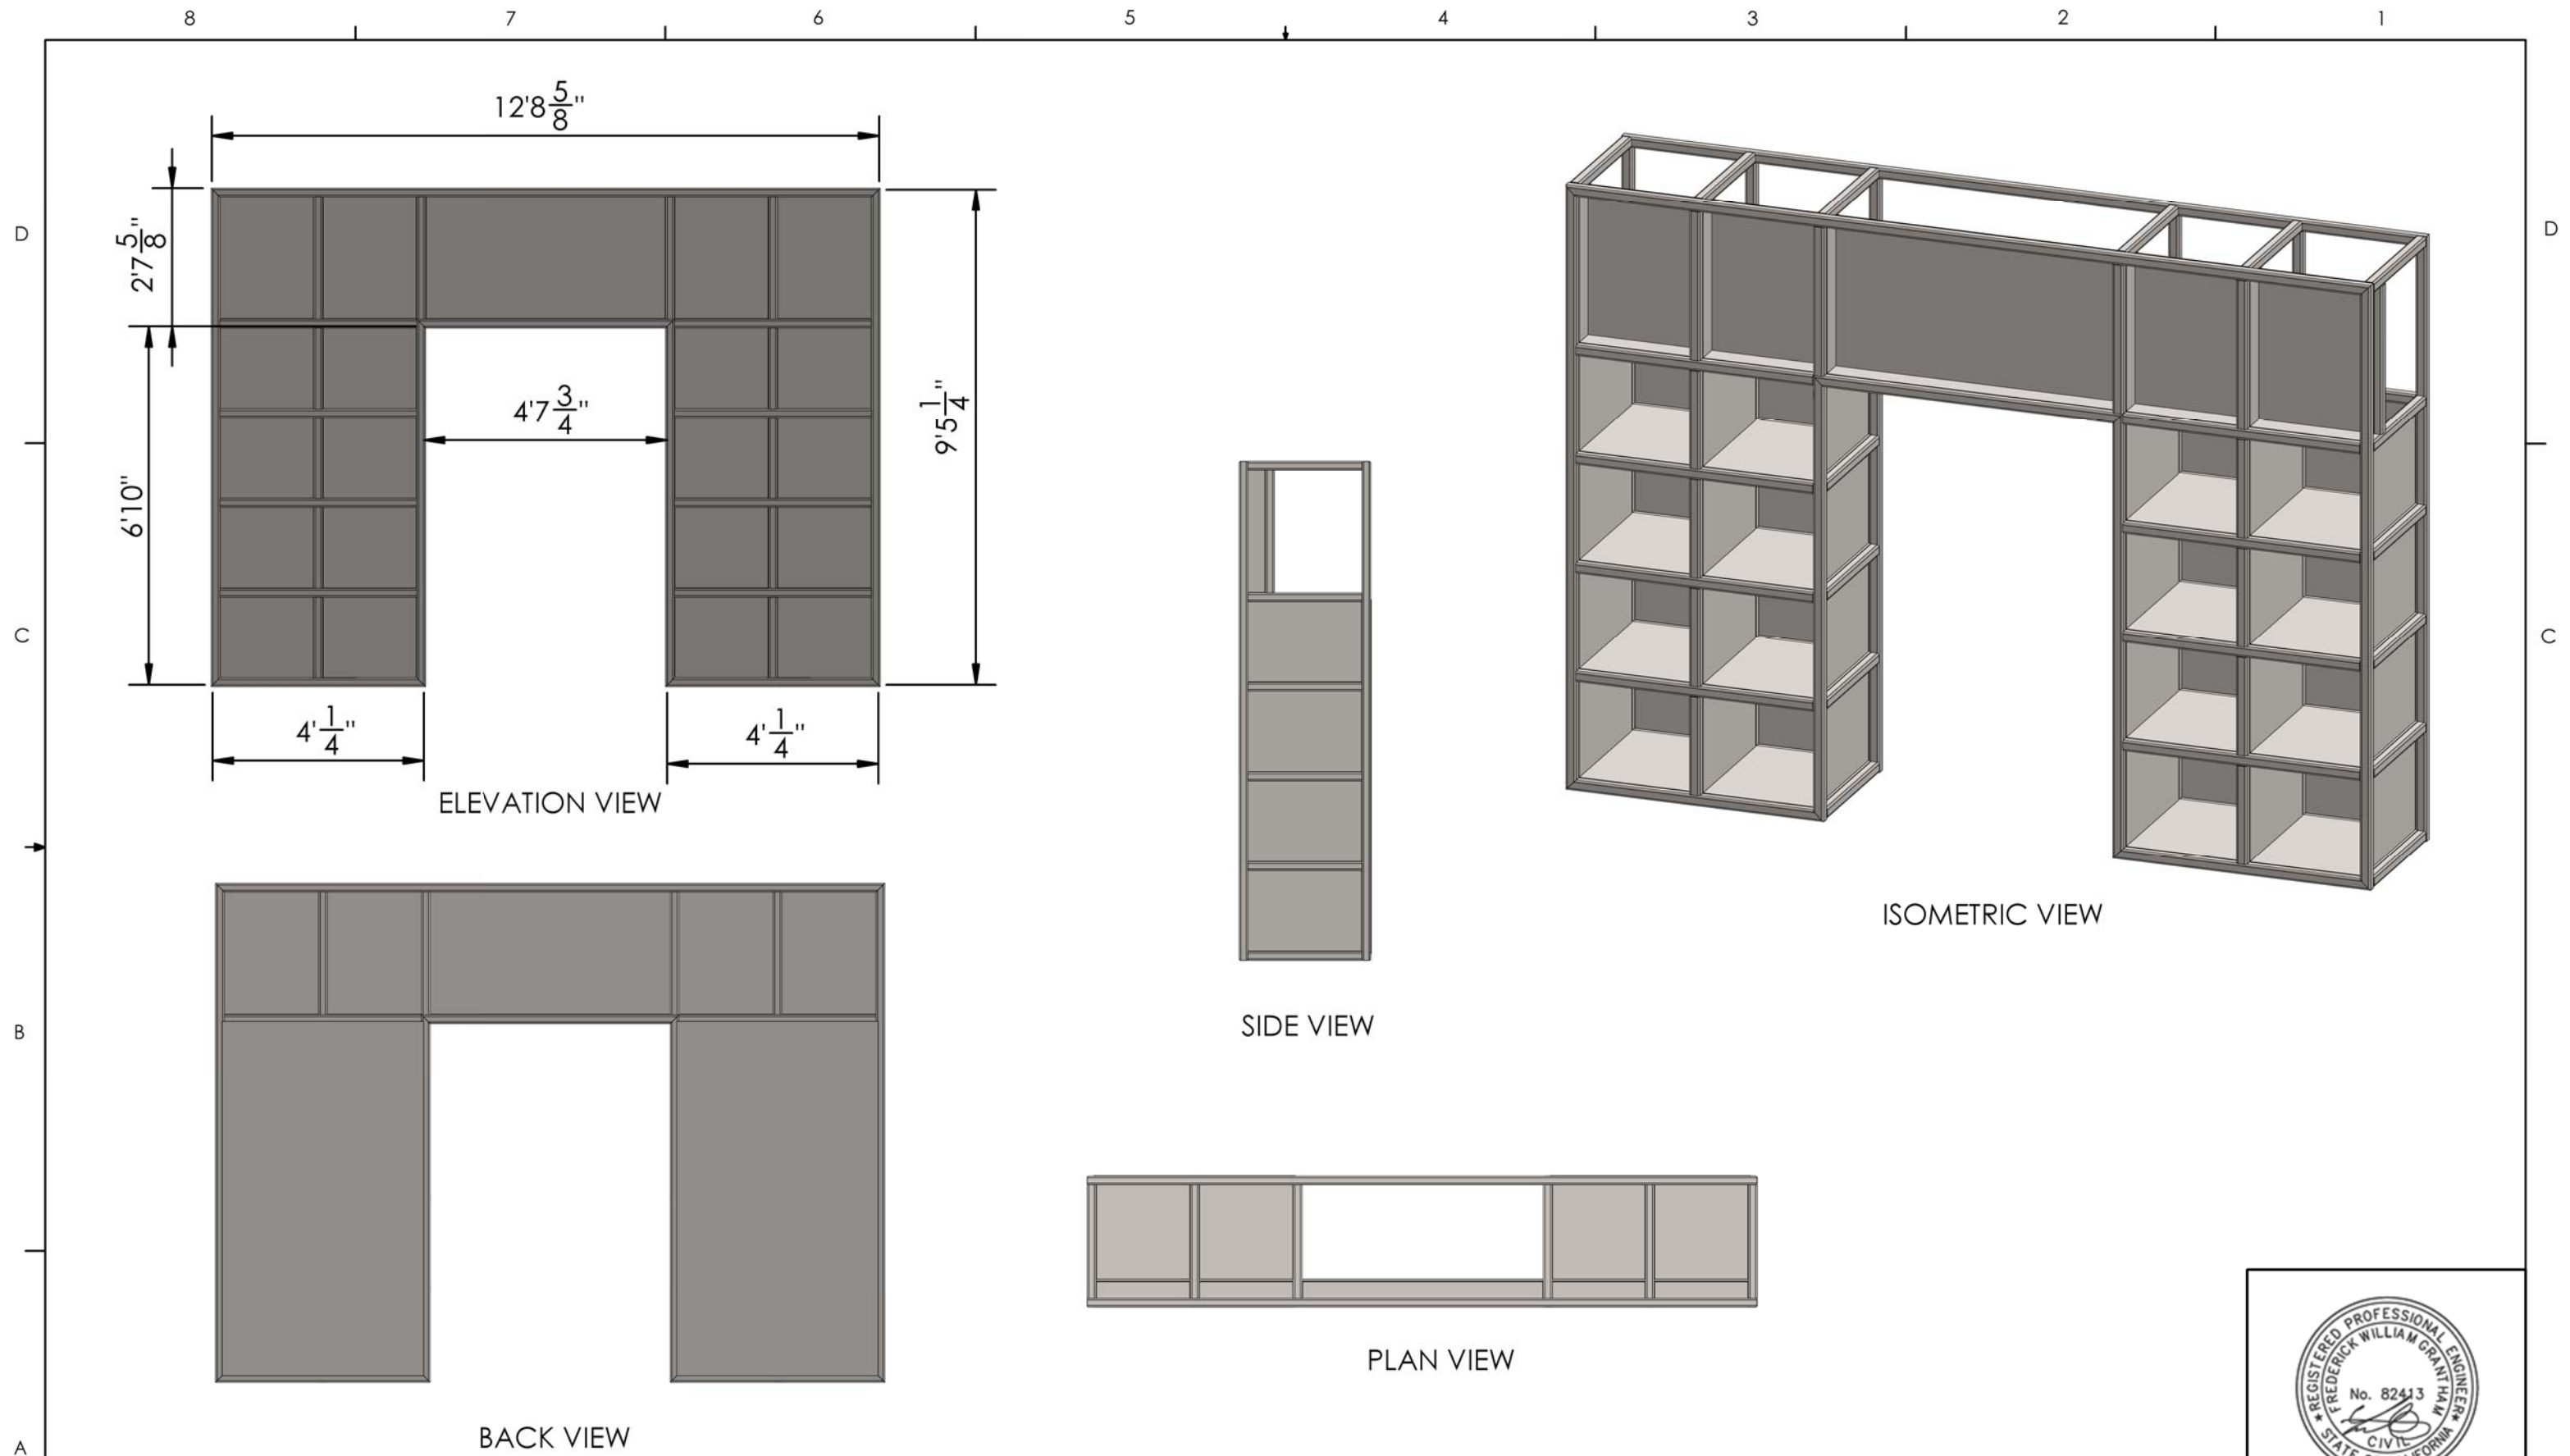 8 7 6 5 4 3 2 1
12'8 5/8"
2'7 5/8"
4'7 3/4"
9'5 1/4"
6'10"
4' 1/4"
4' 1/4"
ELEVATION VIEW
D
D
C
C
B
A
ISOMETRIC VIEW
SIDE VIEW
PLAN VIEW
BACK VIEW
REGISTERED PROFESSIONAL ENGINEER
FREDERICK WILLIAM GRANTHAM
No. 82413
CIVIL